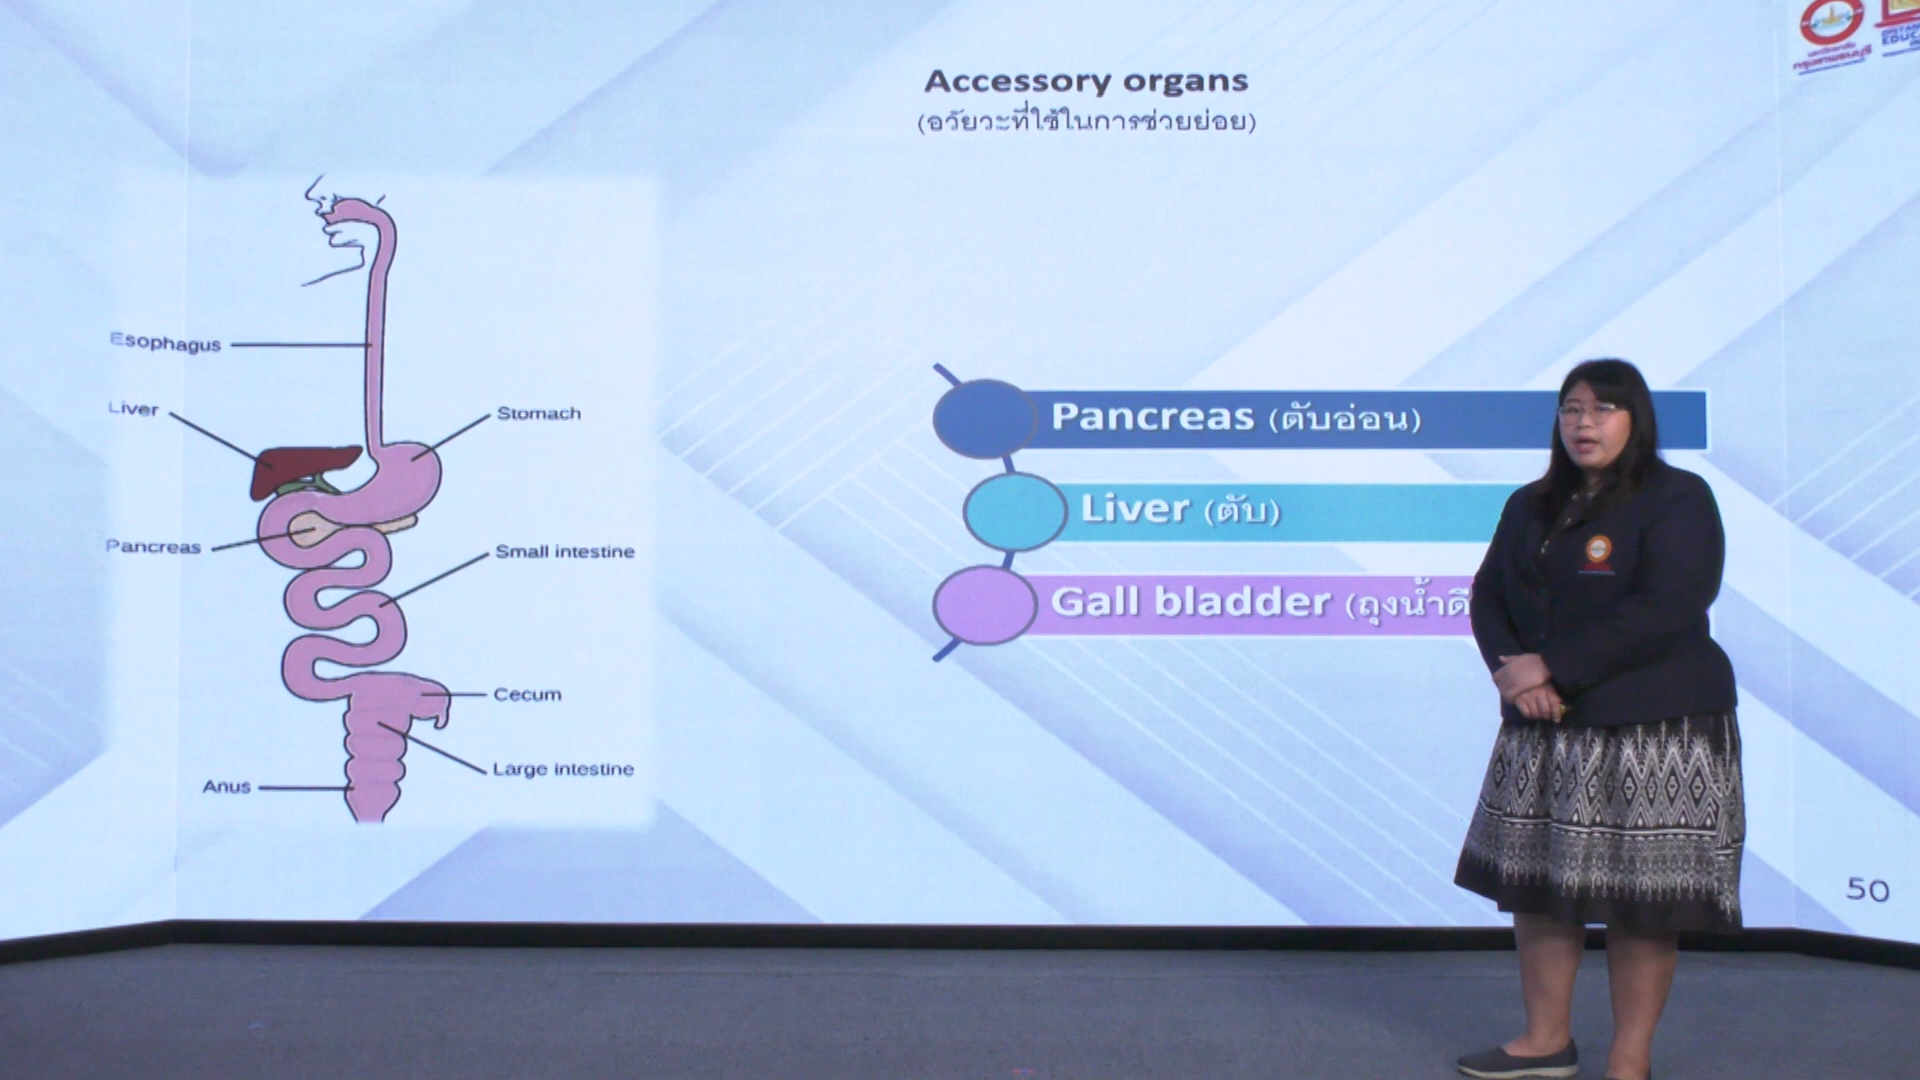 Accessory organs
(อวัยวะที่ใช้ในการช่วยย่อย)
Esophagus
Liver
Stomach
Pancreas
Small intestine
Cecum
Large intestine
Anus
Pancreas (ตับอ่อน)
Liver (ตับ)
Gall bladder (ถุงน้ำดี
50